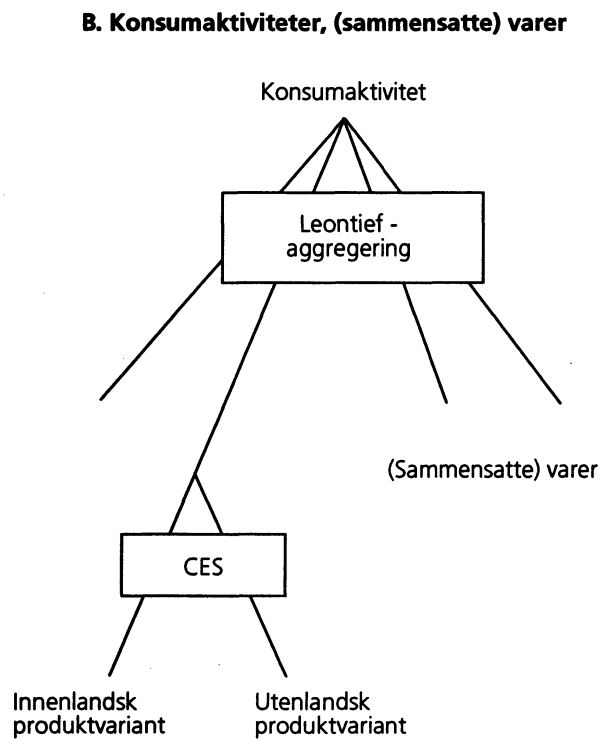 B. Konsumaktiviteter, (sammensatte) varer
Konsumaktivitet
Leontief -
aggregering
(Sammensatte) varer
CES
Innenlandsk
produktvariant
Utenlandsk
produktvariant